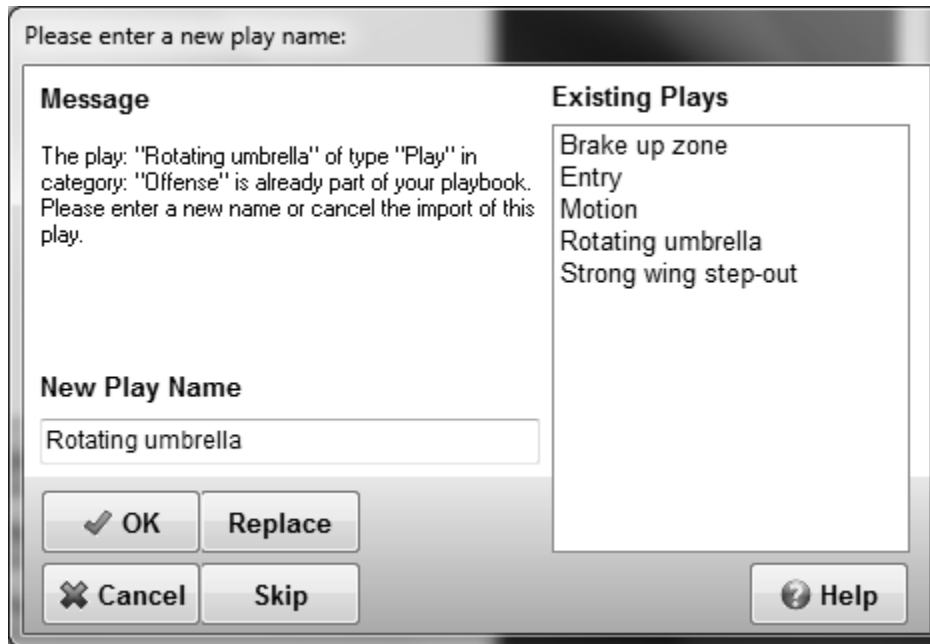 Please enter a new play name:
Message
The play: "Rotating umbrella" of type "Play" in
category: "Offense" is already part of your playbook.
Please enter a new name or cancel the import of this
play.
New Play Name
Rotating umbrella
Existing Plays
Brake up zone
Entry
Motion
Rotating umbrella
Strong wing step-out
OK
Replace
Cancel
Skip
Help